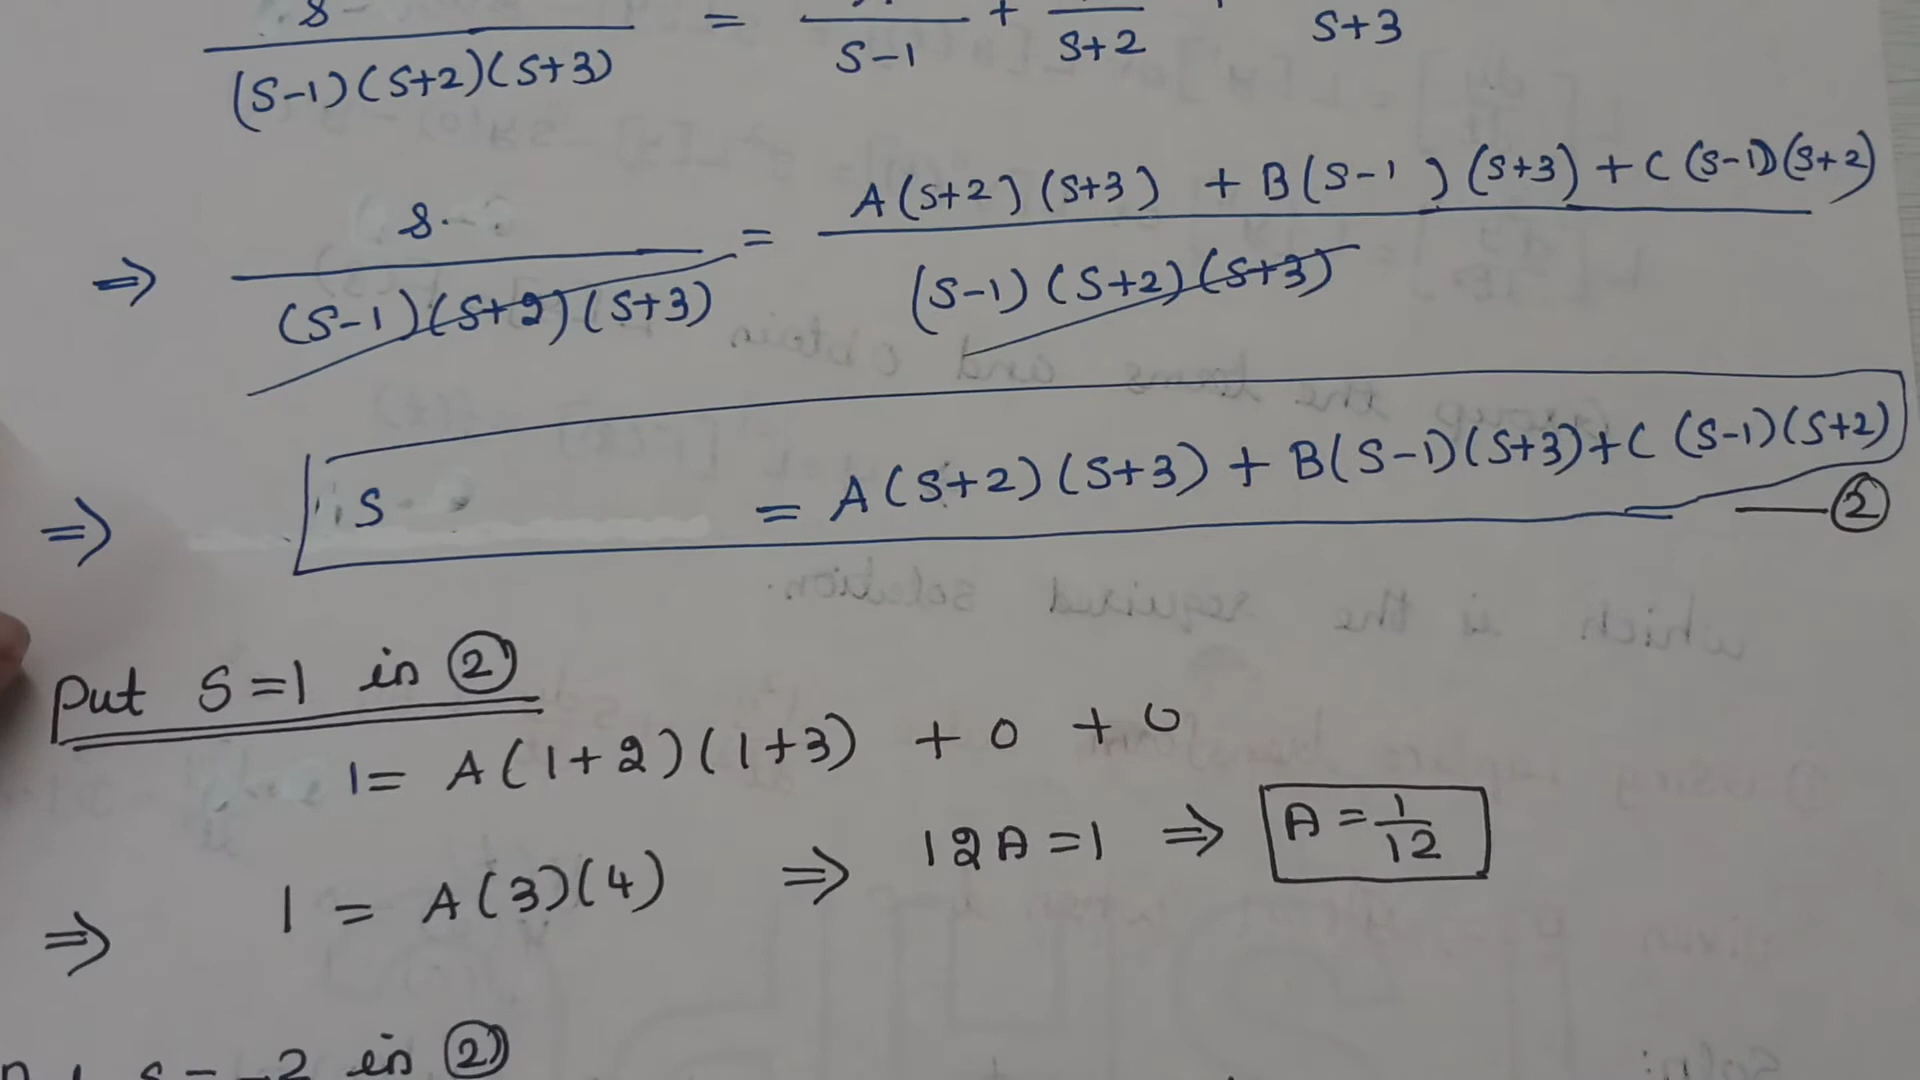 s / (s-1)(s+2)(s+3) = / s-1 + / s+2 s+3
⇒ s / (s-1)(s+2)(s+3) = A(s+2)(s+3) + B(s-1)(s+3) + C(s-1)(s+2) / (s-1)(s+2)(s+3)
⇒ s = A(s+2)(s+3) + B(s-1)(s+3) + C(s-1)(s+2) — ②
Put s=1 in ②
1 = A(1+2)(1+3) + 0 + 0
⇒ 1 = A(3)(4) ⇒ 12A = 1 ⇒ A = 1/12
s = -2 in ②